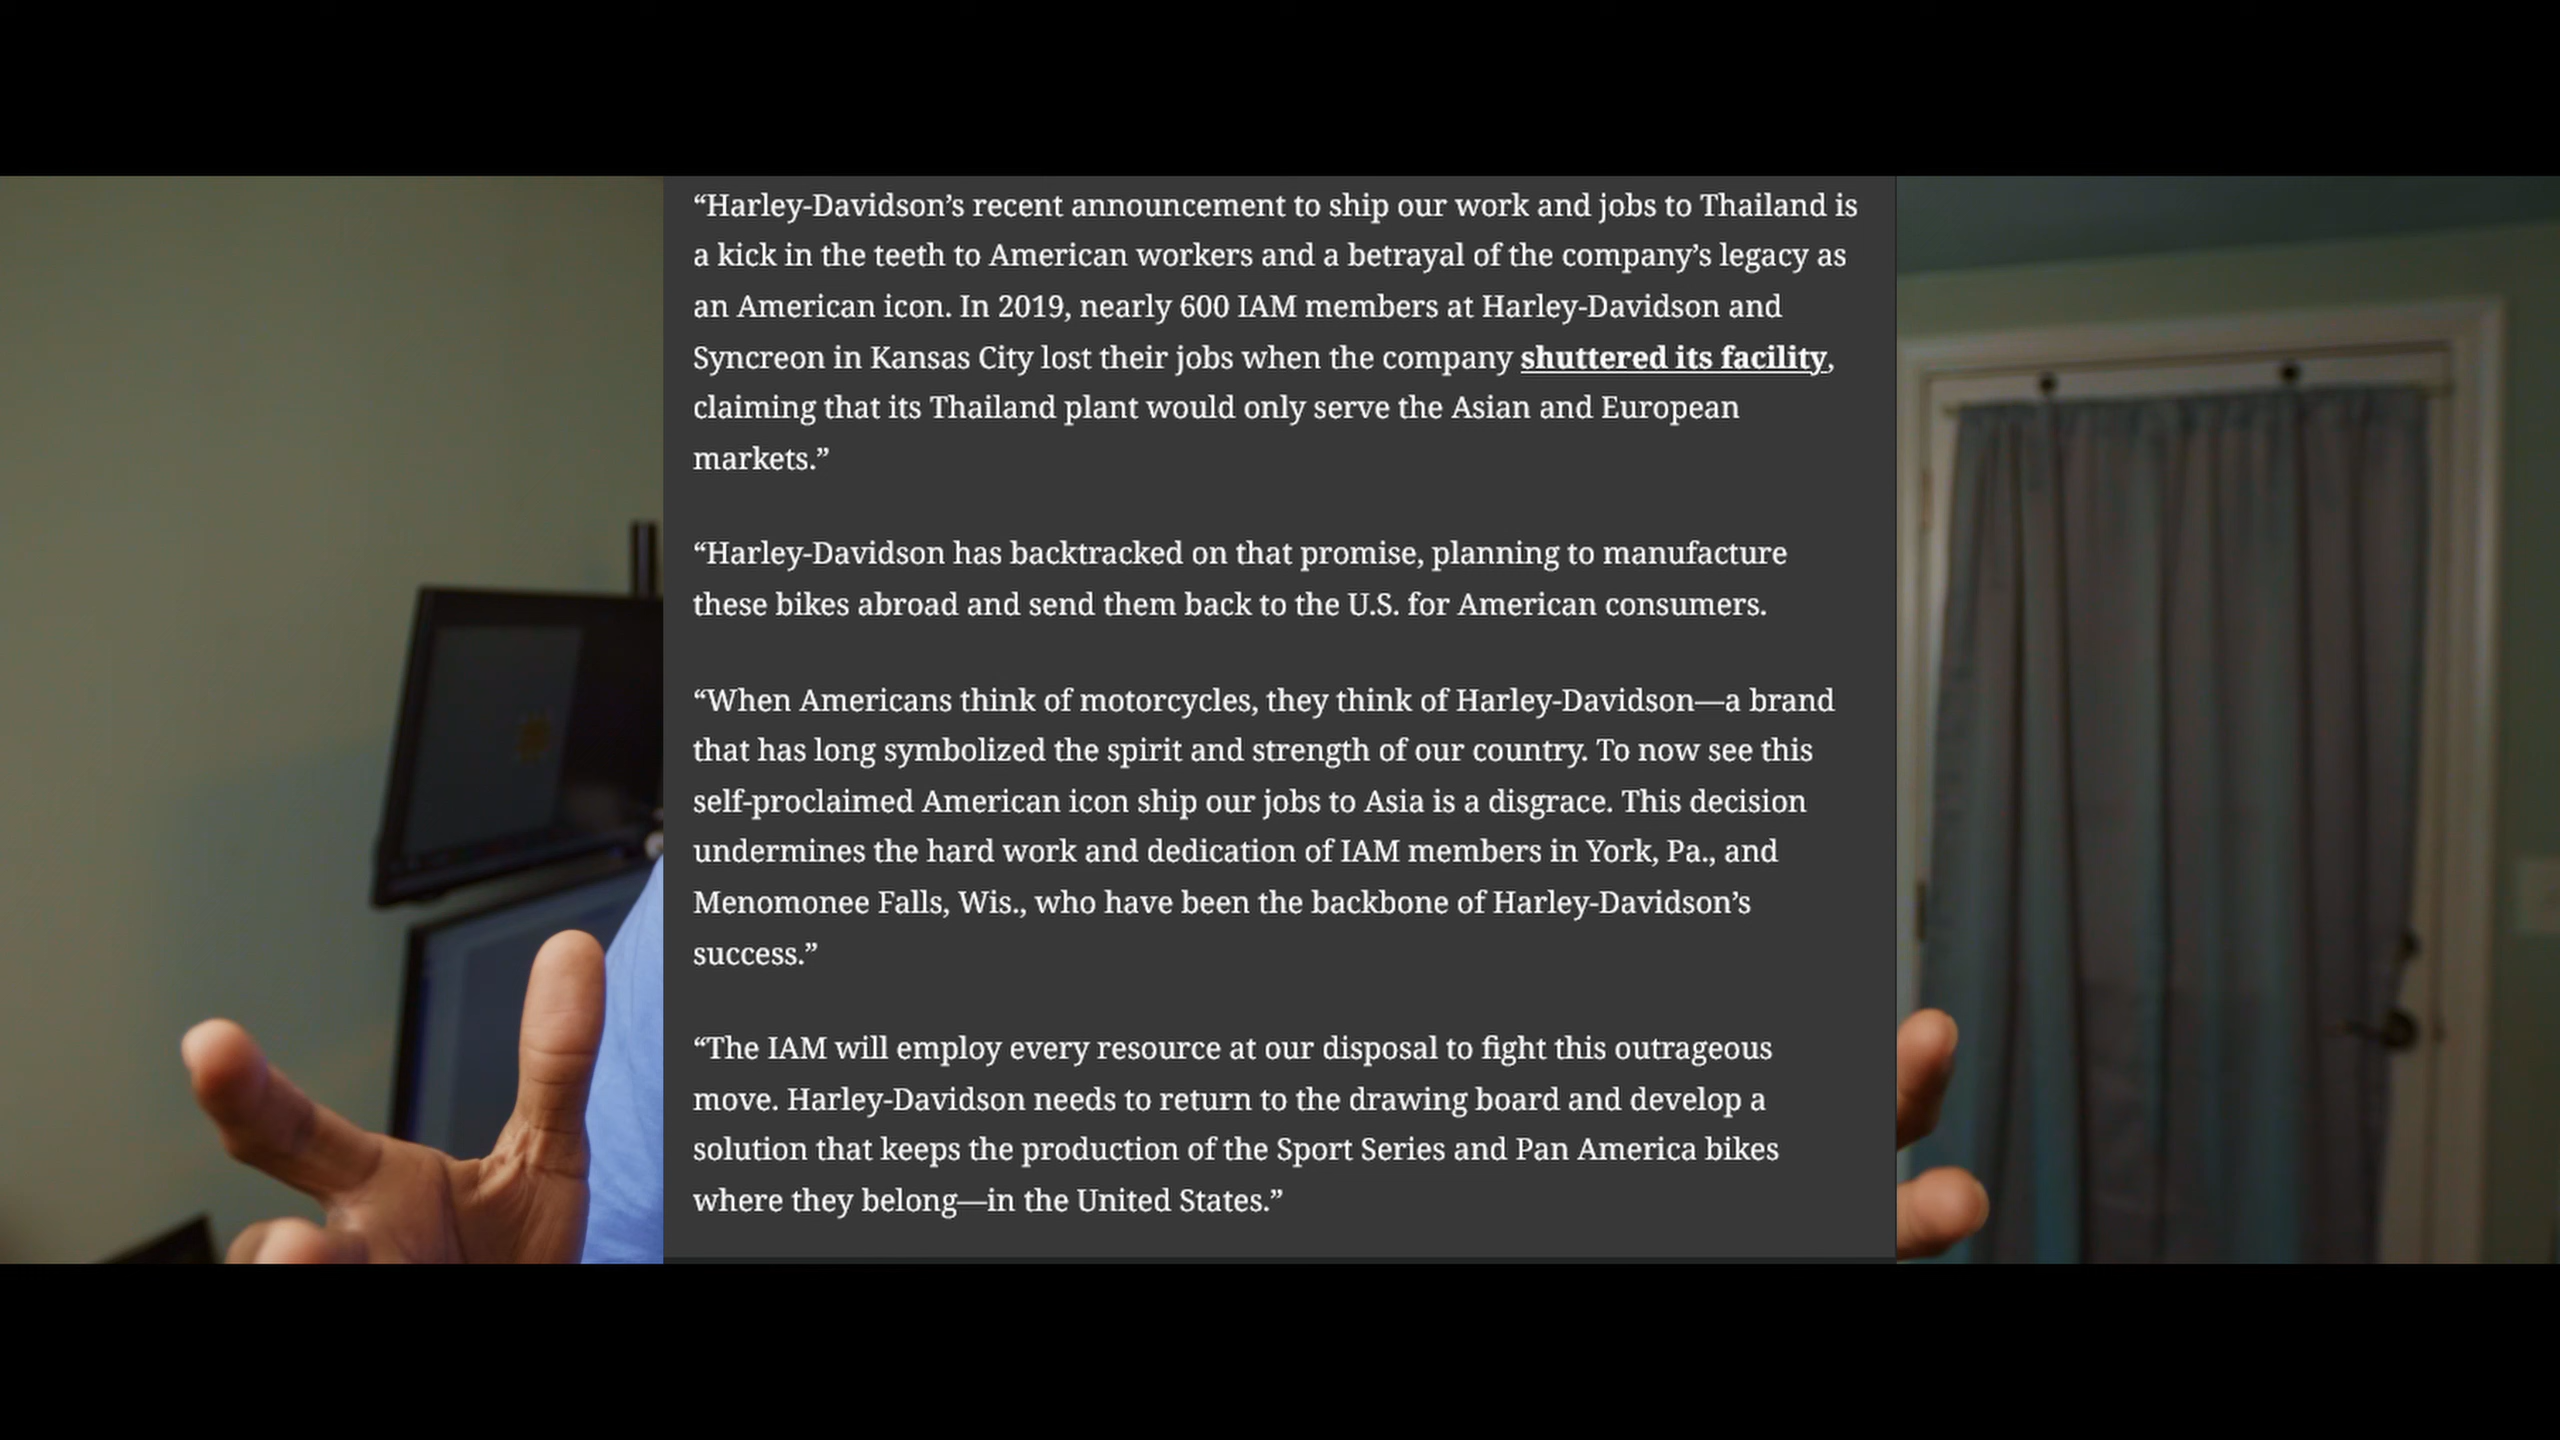 “Harley-Davidson’s recent announcement to ship our work and jobs to Thailand is
a kick in the teeth to American workers and a betrayal of the company’s legacy as
an American icon. In 2019, nearly 600 IAM members at Harley-Davidson and
Syncreon in Kansas City lost their jobs when the company shuttered its facility,
claiming that its Thailand plant would only serve the Asian and European
markets.”
“Harley-Davidson has backtracked on that promise, planning to manufacture
these bikes abroad and send them back to the U.S. for American consumers.
“When Americans think of motorcycles, they think of Harley-Davidson—a brand
that has long symbolized the spirit and strength of our country. To now see this
self-proclaimed American icon ship our jobs to Asia is a disgrace. This decision
undermines the hard work and dedication of IAM members in York, Pa., and
Menomonee Falls, Wis., who have been the backbone of Harley-Davidson’s
success.”
“The IAM will employ every resource at our disposal to fight this outrageous
move. Harley-Davidson needs to return to the drawing board and develop a
solution that keeps the production of the Sport Series and Pan America bikes
where they belong—in the United States.”